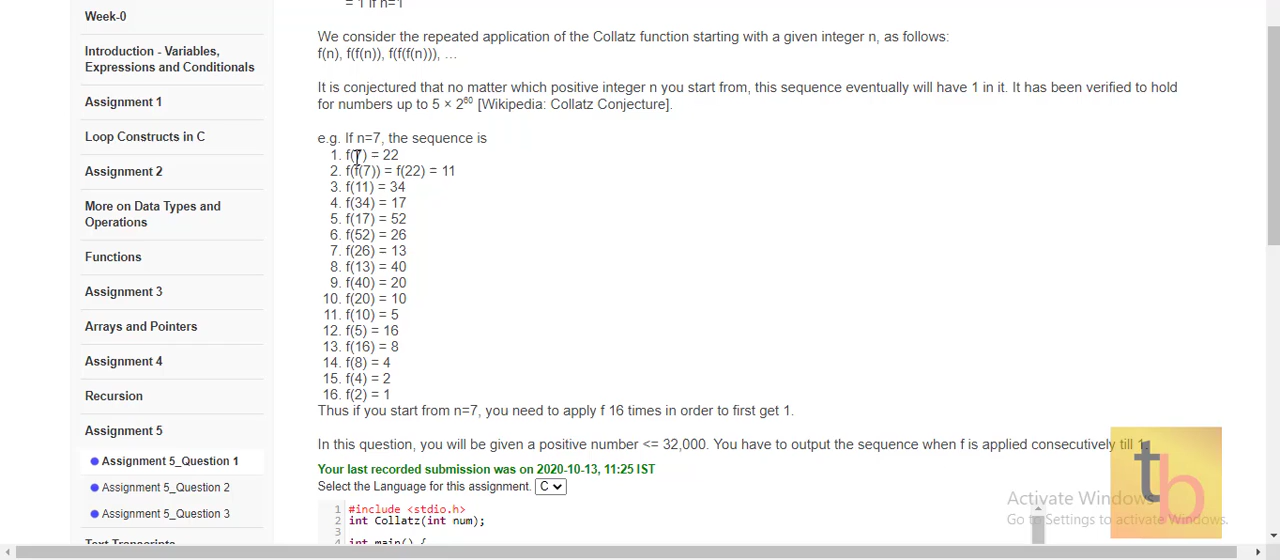 = 1 if n=1
Week-0
Introduction - Variables,
Expressions and Conditionals
Assignment 1
Loop Constructs in C
Assignment 2
More on Data Types and
Operations
Functions
Assignment 3
Arrays and Pointers
Assignment 4
Recursion
Assignment 5
Assignment 5_Question 1
Assignment 5_Question 2
Assignment 5_Question 3
Text Transcripts
We consider the repeated application of the Collatz function starting with a given integer n, as follows:
f(n), f(f(n)), f(f(f(n))), ...
It is conjectured that no matter which positive integer n you start from, this sequence eventually will have 1 in it. It has been verified to hold
for numbers up to 5 × 2⁶⁰ [Wikipedia: Collatz Conjecture].
e.g. If n=7, the sequence is
1. f(7) = 22
2. f(f(7)) = f(22) = 11
3. f(11) = 34
4. f(34) = 17
5. f(17) = 52
6. f(52) = 26
7. f(26) = 13
8. f(13) = 40
9. f(40) = 20
10. f(20) = 10
11. f(10) = 5
12. f(5) = 16
13. f(16) = 8
14. f(8) = 4
15. f(4) = 2
16. f(2) = 1
Thus if you start from n=7, you need to apply f 16 times in order to first get 1.
In this question, you will be given a positive number <= 32,000. You have to output the sequence when f is applied consecutively till 1.
Your last recorded submission was on 2020-10-13, 11:25 IST
Select the Language for this assignment. C
1 #include <stdio.h>
2 int Collatz(int num);
3
4 int main() {
tb
Activate Windows
Go to Settings to activate Windows.